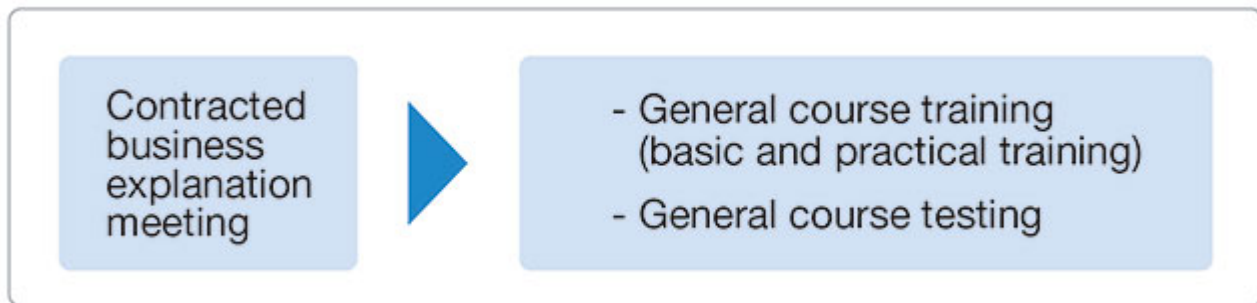 Contracted
business
explanation
meeting
- General course training
(basic and practical training)
- General course testing